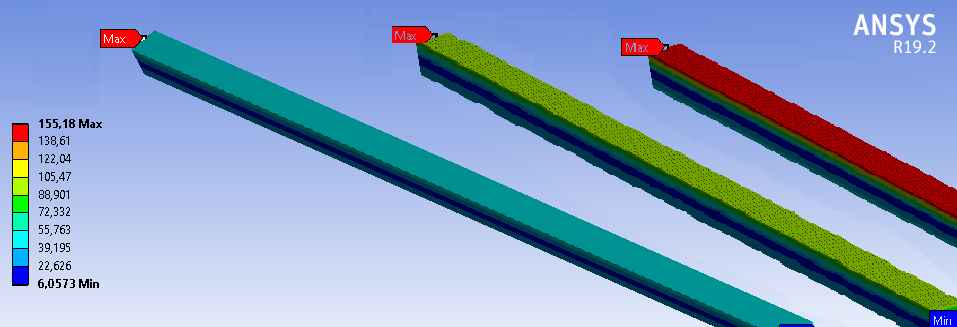 ANSYS
R19.2
Max
Max
Max
155,18 Max
138,61
122,04
105,47
88,901
72,332
55,763
39,195
22,626
6,0573 Min
Min